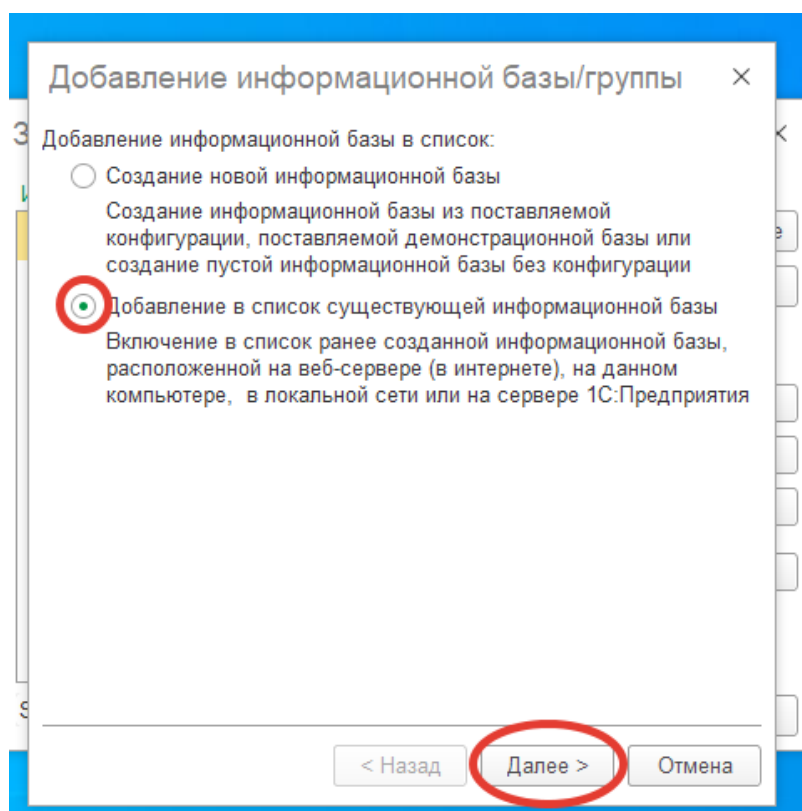 Добавление информационной базы/группы
Добавление информационной базы в список:
Создание новой информационной базы
Создание информационной базы из поставляемой
конфигурации, поставляемой демонстрационной базы или
создание пустой информационной базы без конфигурации
Добавление в список существующей информационной базы
Включение в список ранее созданной информационной базы,
расположенной на веб-сервере (в интернете), на данном
компьютере,  в локальной сети или на сервере 1С:Предприятия
< Назад
Далее >
Отмена